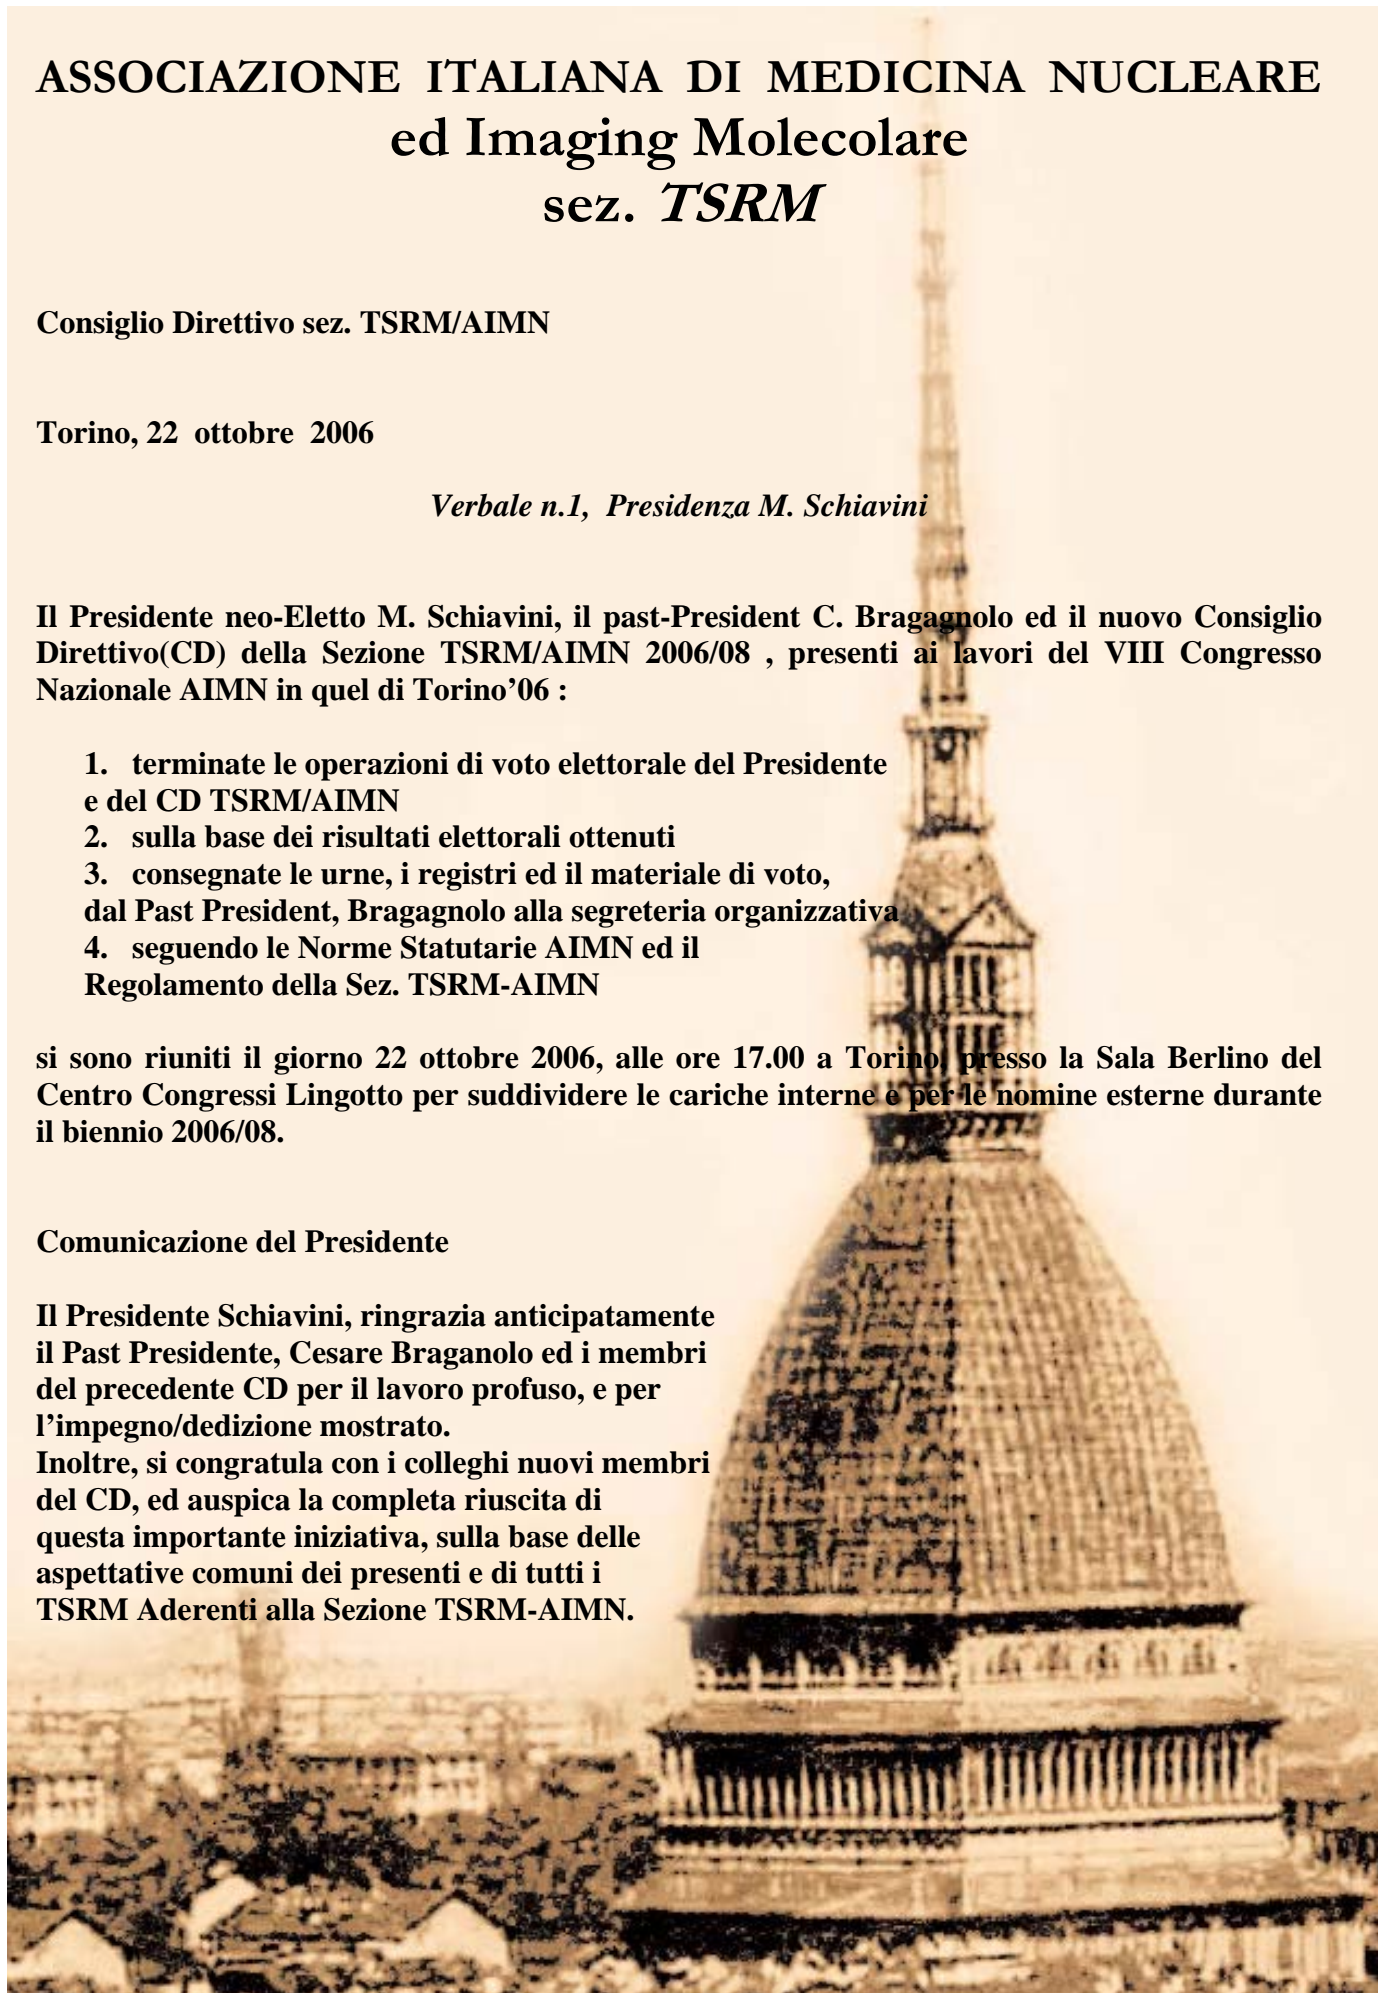 ASSOCIAZIONE ITALIANA DI MEDICINA NUCLEARE
ed Imaging Molecolare
sez. TSRM
Consiglio Direttivo sez. TSRM/AIMN
Torino, 22 ottobre 2006
Verbale n.1, Presidenza M. Schiavini
Il Presidente neo-Eletto M. Schiavini, il past-President C. Bragagnolo ed il nuovo Consiglio
Direttivo(CD) della Sezione TSRM/AIMN 2006/08 , presenti ai lavori del VIII Congresso
Nazionale AIMN in quel di Torino’06 :
1. terminate le operazioni di voto elettorale del Presidente
e del CD TSRM/AIMN
2. sulla base dei risultati elettorali ottenuti
3. consegnate le urne, i registri ed il materiale di voto,
dal Past President, Bragagnolo alla segreteria organizzativa
4. seguendo le Norme Statutarie AIMN ed il
Regolamento della Sez. TSRM-AIMN
si sono riuniti il giorno 22 ottobre 2006, alle ore 17.00 a Torino, presso la Sala Berlino del
Centro Congressi Lingotto per suddividere le cariche interne e per le nomine esterne durante
il biennio 2006/08.
Comunicazione del Presidente
Il Presidente Schiavini, ringrazia anticipatamente
il Past Presidente, Cesare Braganolo ed i membri
del precedente CD per il lavoro profuso, e per
l’impegno/dedizione mostrato.
Inoltre, si congratula con i colleghi nuovi membri
del CD, ed auspica la completa riuscita di
questa importante iniziativa, sulla base delle
aspettative comuni dei presenti e di tutti i
TSRM Aderenti alla Sezione TSRM-AIMN.